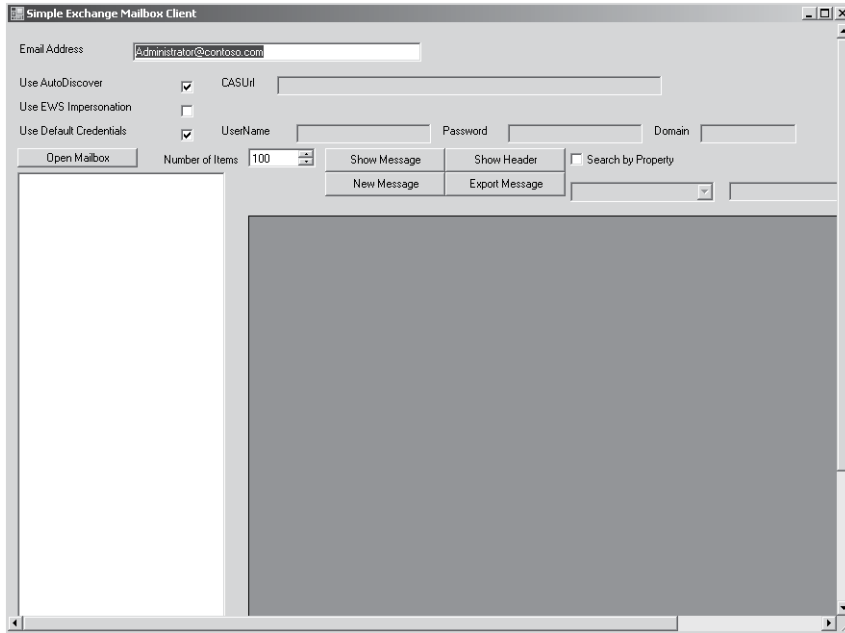 Simple Exchange Mailbox Client
Email Address Administrator@contoso.com
Use AutoDiscover CASUrl
Use EWS Impersonation
Use Default Credentials UserName Password Domain
Open Mailbox Number of Items 100 Show Message Show Header Search by Property
New Message Export Message